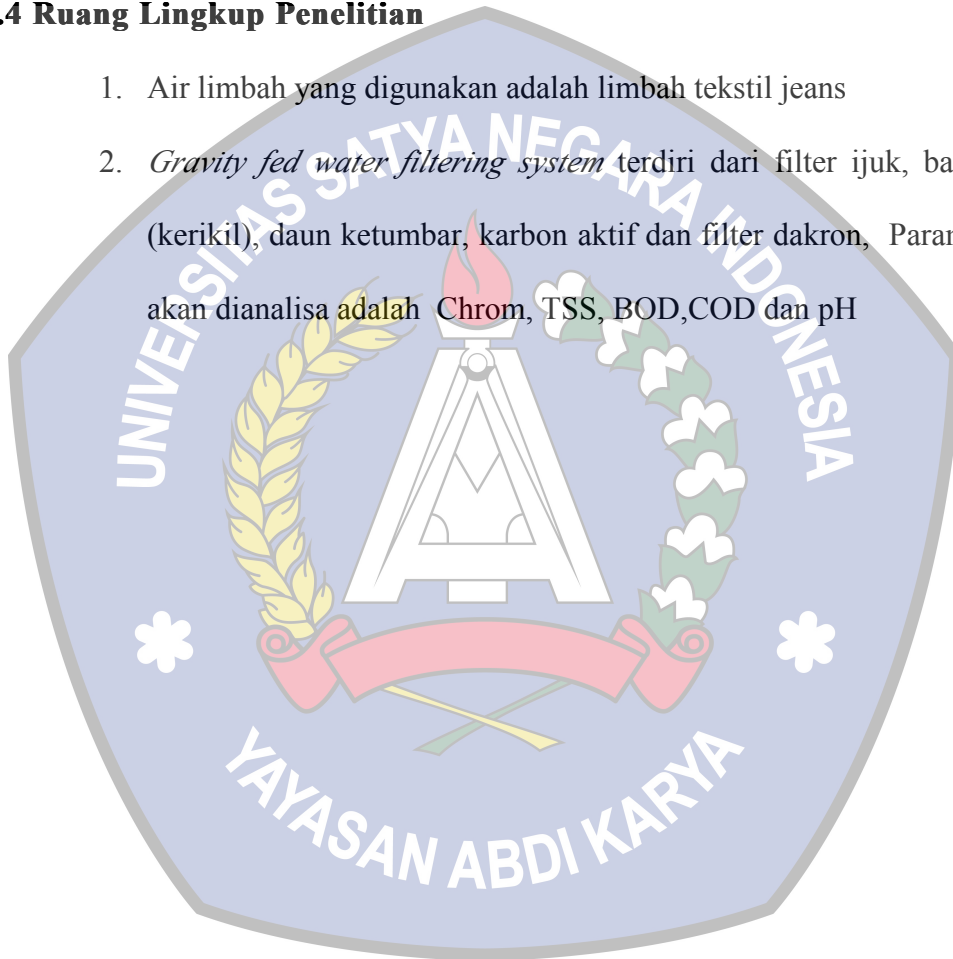 .4 Ruang Lingkup Penelitian
1. Air limbah yang digunakan adalah limbah tekstil jeans
2. Gravity fed water filtering system terdiri dari filter ijuk, ba
(kerikil), daun ketumbar, karbon aktif dan filter dakron, Param
akan dianalisa adalah Chrom, TSS, BOD,COD dan pH
UNIVERSITAS SATYA NEGARA INDONESIA
YAYASAN ABDI KARYA